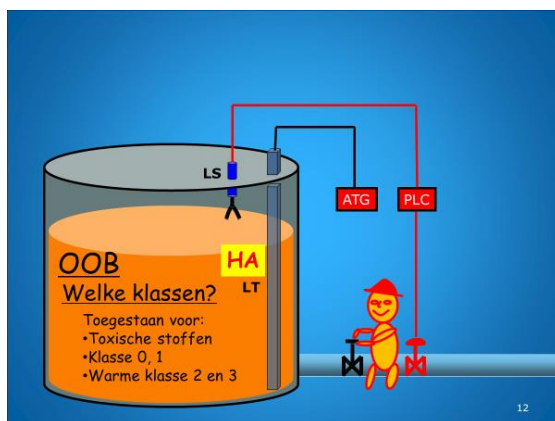 LS
ATG
PLC
OOB
HA
LT
Welke klassen?
Toegestaan voor:
•Toxische stoffen
•Klasse 0, 1
•Warme klasse 2 en 3
12